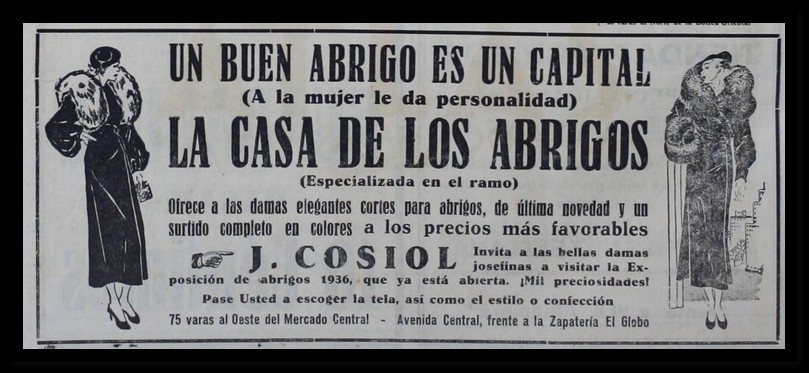 UN BUEN ABRIGO ES UN CAPITAL
(A la mujer le da personalidad)
LA CASA DE LOS ABRIGOS
(Especializada en el ramo)
Ofrece a las damas elegantes cortes para abrigos, de última novedad y un
surtido completo en colores a los precios más favorables
J. COSIOL Invita a las bellas damas
josefinas a visitar la Ex-
posición de abrigos 1936, que ya está abierta. ¡Mil preciosidades!
Pase Usted a escoger la tela, así como el estilo o confección
75 varas al Oeste del Mercado Central - Avenida Central, frente a la Zapatería El Globo